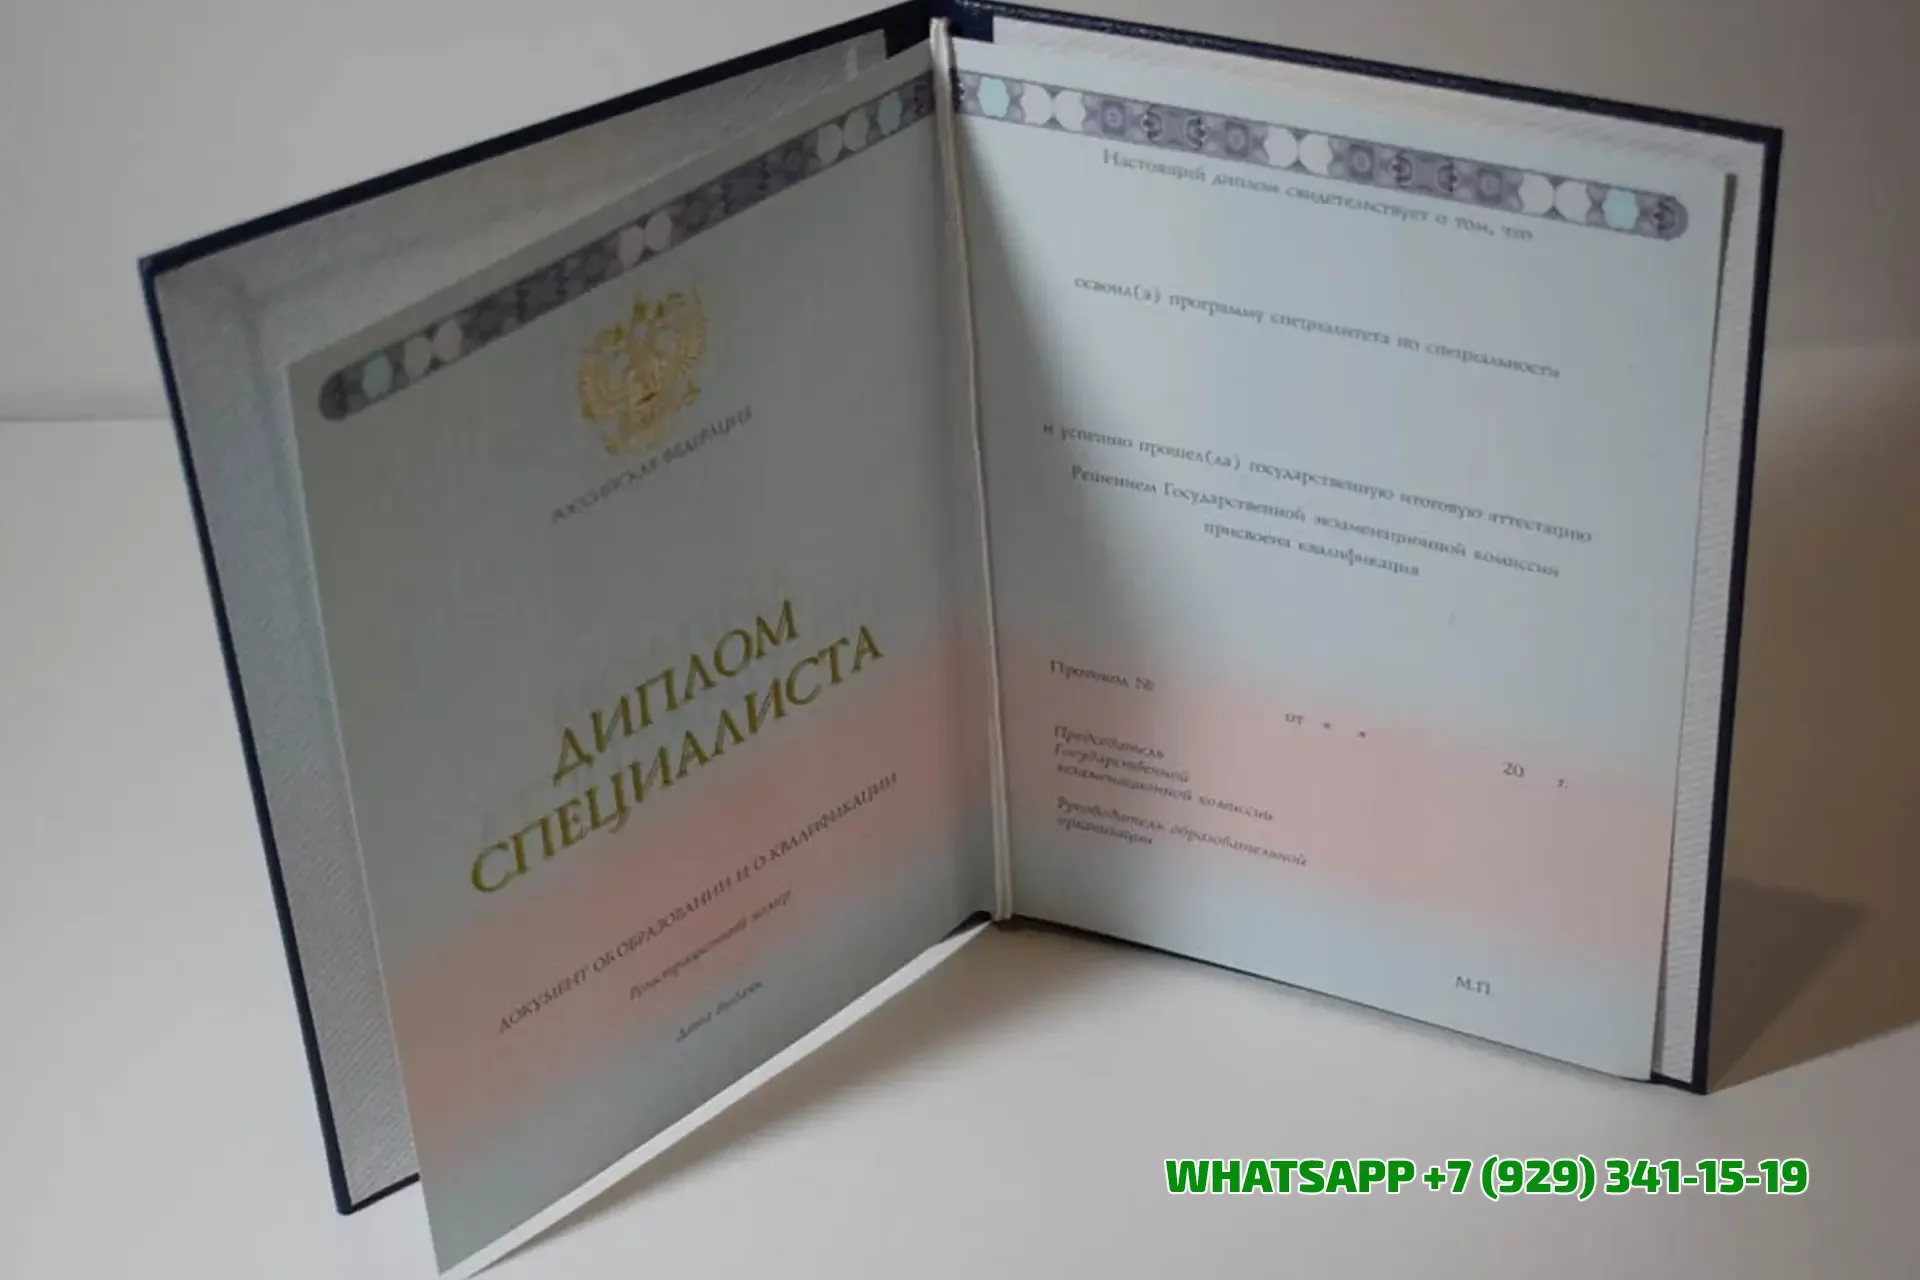 РОССИЙСКАЯ ФЕДЕРАЦИЯ
ДИПЛОМ
СПЕЦИАЛИСТА
ДОКУМЕНТ ОБ ОБРАЗОВАНИИ И О КВАЛИФИКАЦИИ
Регистрационный номер
Дата выдачи
Настоящий диплом свидетельствует о том, что
освоил(а) программу специалитета по специальности
и успешно прошел(ла) государственную итоговую аттестацию
Решением Государственной экзаменационной комиссии
присвоена квалификация
Протокол №
от « » 20 г.
Председатель
Государственной
экзаменационной комиссии
Руководитель образовательной
организации
М.П.
WHATSAPP +7 (929) 341-15-19